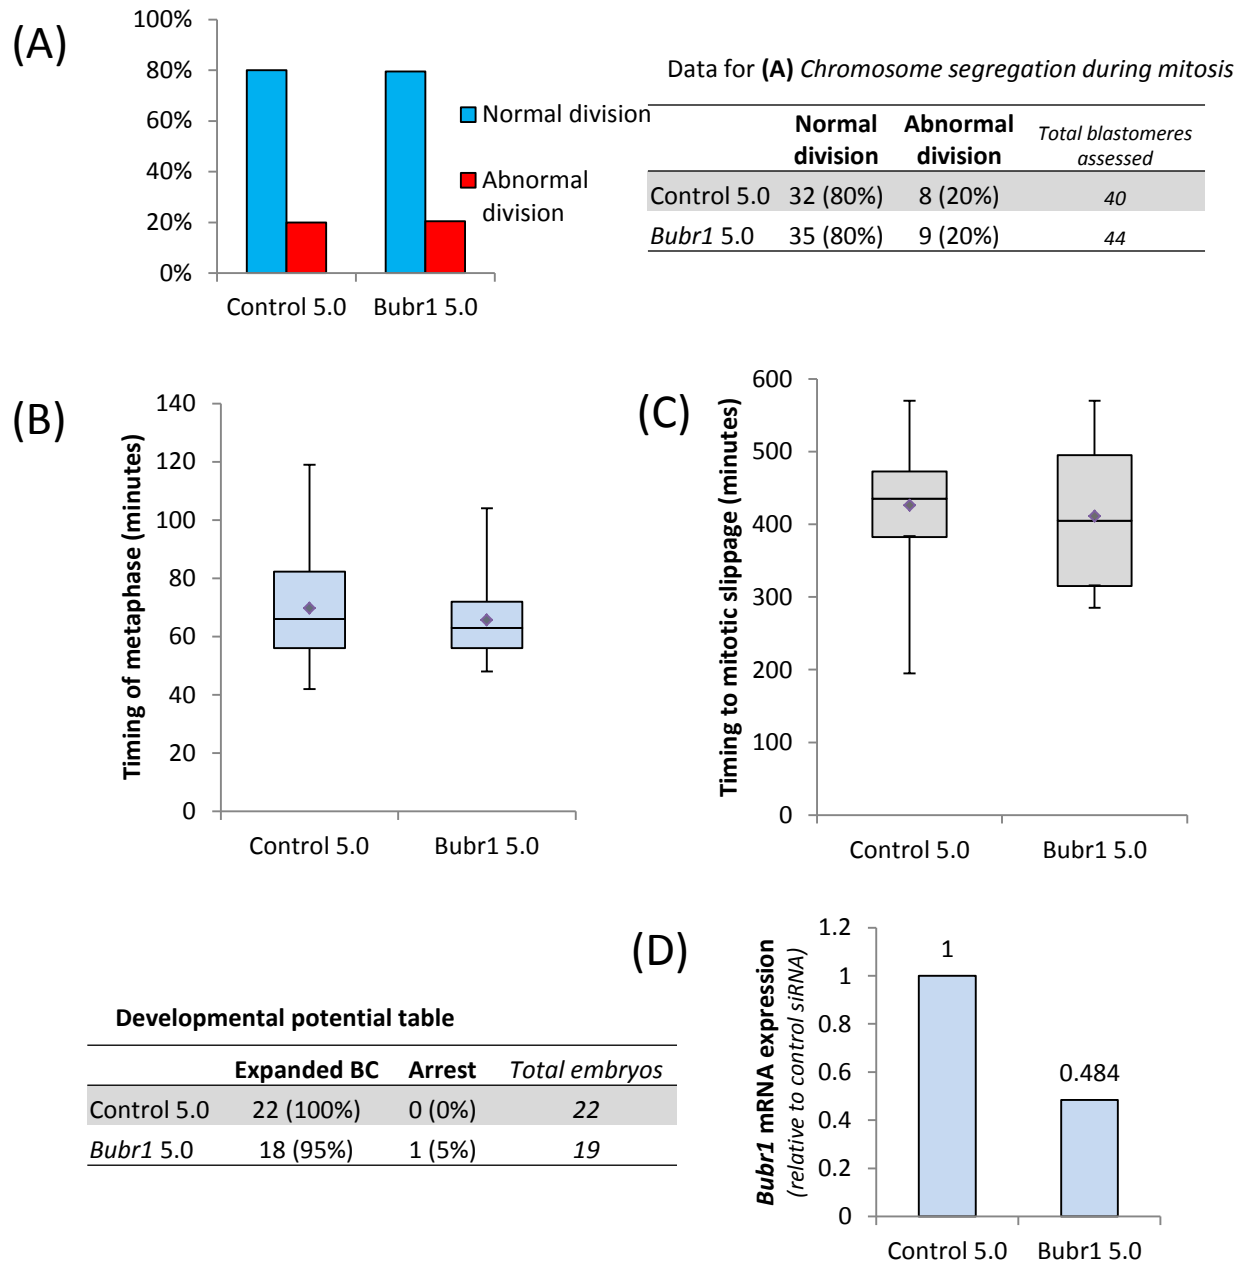 (A)
100%
80%
60%
40%
20%
0%
Control 5.0 Bubr1 5.0
Normal division
Abnormal
division
Data for (A) Chromosome segregation during mitosis
Normal division Abnormal division Total blastomeres assessed
Control 5.0 32 (80%) 8 (20%) 40
Bubr1 5.0 35 (80%) 9 (20%) 44
(B)
Timing of metaphase (minutes)
140
120
100
80
60
40
20
0
Control 5.0 Bubr1 5.0
(C)
Timing to mitotic slippage (minutes)
600
500
400
300
200
100
0
Control 5.0 Bubr1 5.0
Developmental potential table
Expanded BC Arrest Total embryos
Control 5.0 22 (100%) 0 (0%) 22
Bubr1 5.0 18 (95%) 1 (5%) 19
(D)
Bubr1 mRNA expression
(relative to control siRNA)
1.2
1
0.8
0.6
0.4
0.2
0
1
0.484
Control 5.0 Bubr1 5.0